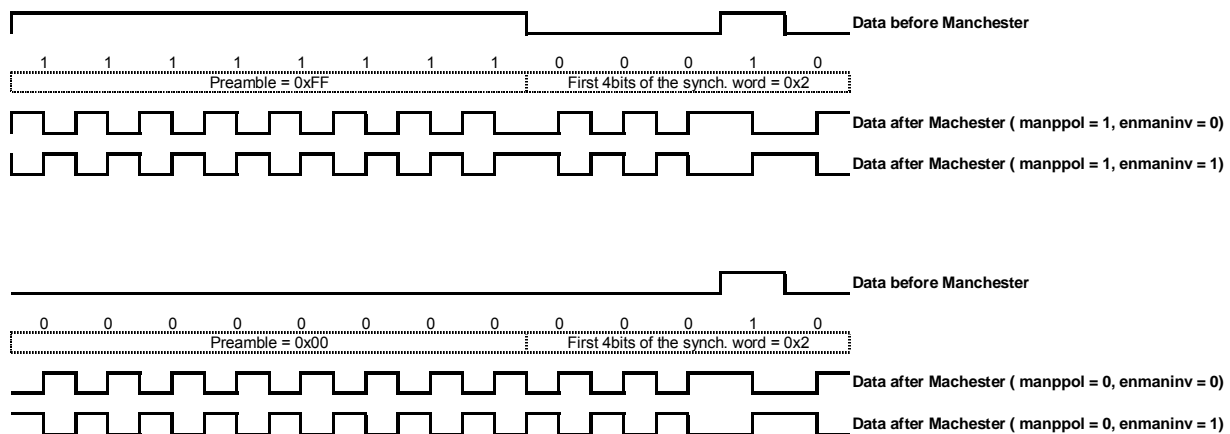 Data before Manchester
1 1 1 1 1 1 1 1 0 0 0 1 0
Preamble = 0xFF First 4bits of the synch. word = 0x2
Data after Machester ( manppol = 1, enmaninv = 0)
Data after Machester ( manppol = 1, enmaninv = 1)
Data before Manchester
0 0 0 0 0 0 0 0 0 0 0 1 0
Preamble = 0x00 First 4bits of the synch. word = 0x2
Data after Machester ( manppol = 0, enmaninv = 0)
Data after Machester ( manppol = 0, enmaninv = 1)